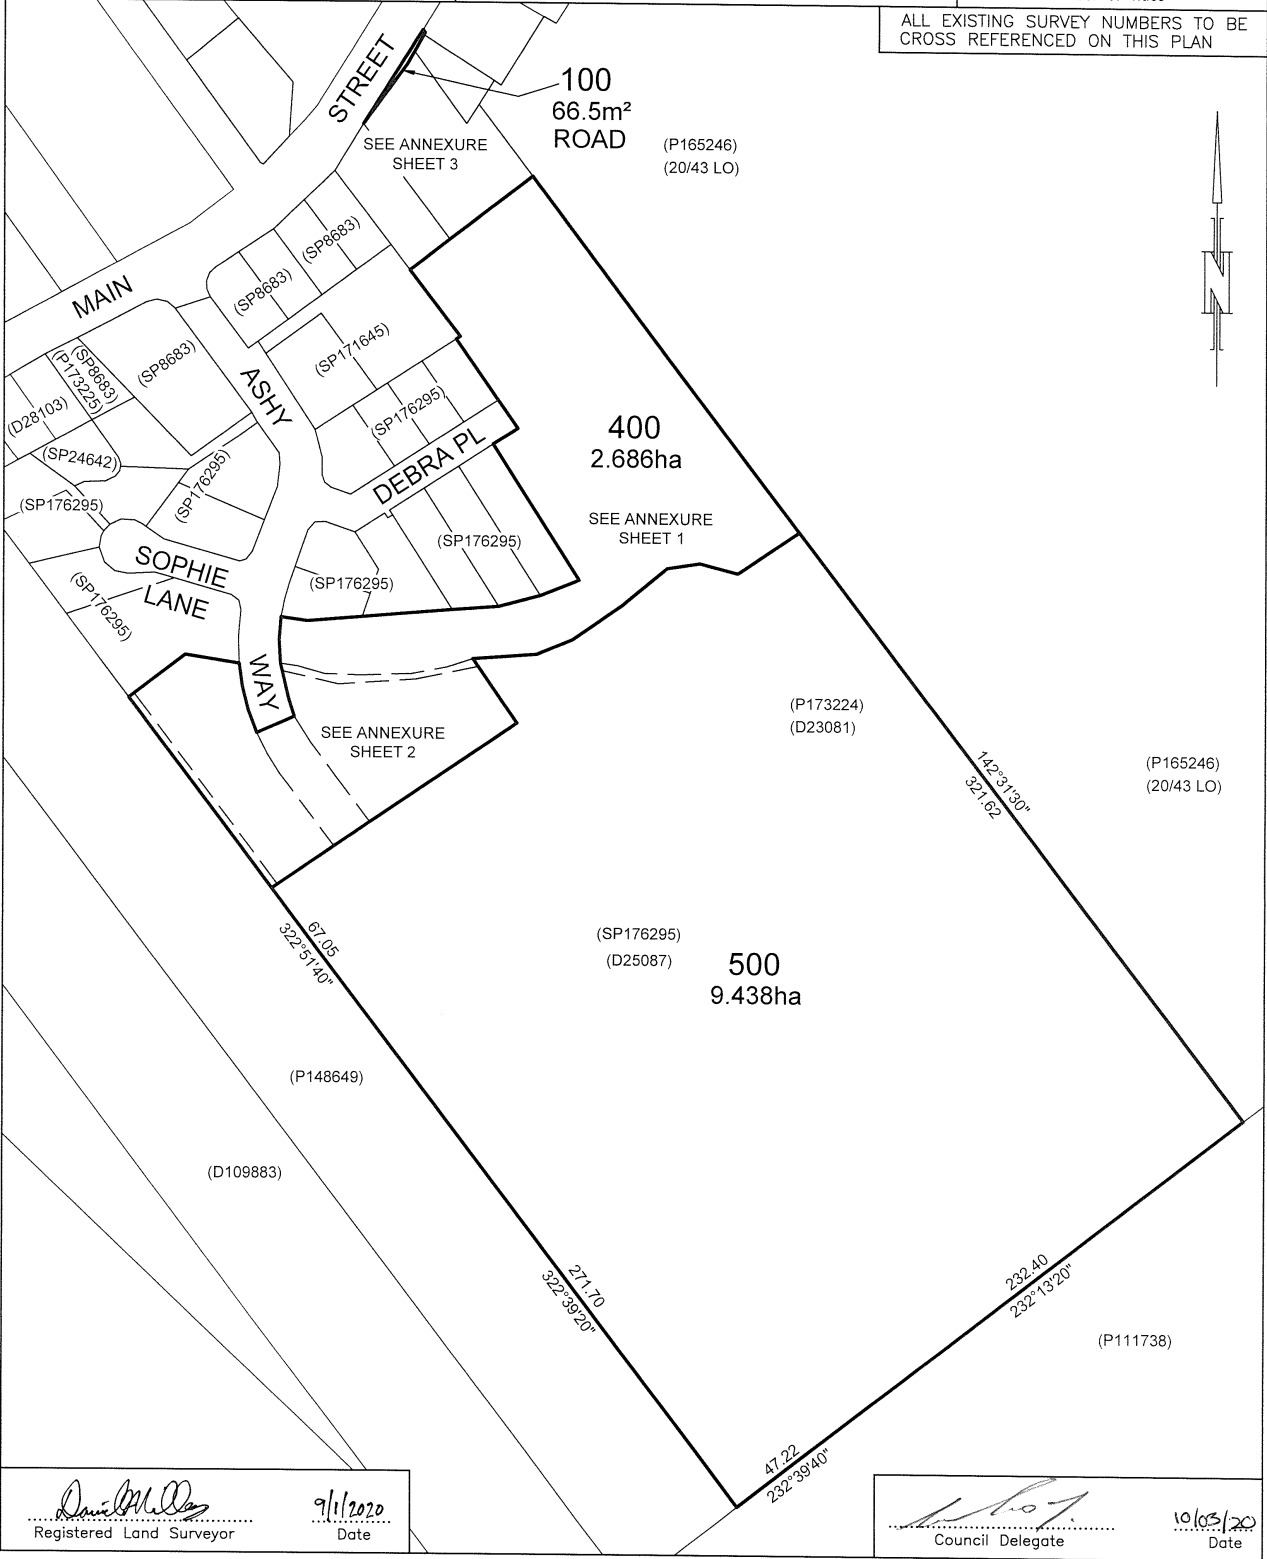 ALL EXISTING SURVEY NUMBERS TO BE
CROSS REFERENCED ON THIS PLAN
STREET
100
66.5m²
ROAD
SEE ANNEXURE
SHEET 3
(P165246)
(20/43 LO)
N
MAIN
(SP8683)
(SP8683)
(SP171645)
(SP8683)
(SP8683)
(P173225)
(D28103)
ASHY
(SP176295)
DEBRA PL
400
2.686ha
SEE ANNEXURE
SHEET 1
(SP24642)
(SP176295)
(SP176295)
(SP176295)
(SP176295)
SOPHIE
LANE
(SP176295)
WAY
SEE ANNEXURE
SHEET 2
(P173224)
(D23081)
142°31'30"
321.62
(P165246)
(20/43 LO)
67.05
322°51'40"
(SP176295)
(D25087)
500
9.438ha
(P148649)
(D109883)
271.70
322°39'20"
232.40
232°13'20"
(P111738)
47.22
232°39'40"
9/1/2020
Registered Land Surveyor
Date
10/03/20
Council Delegate
Date